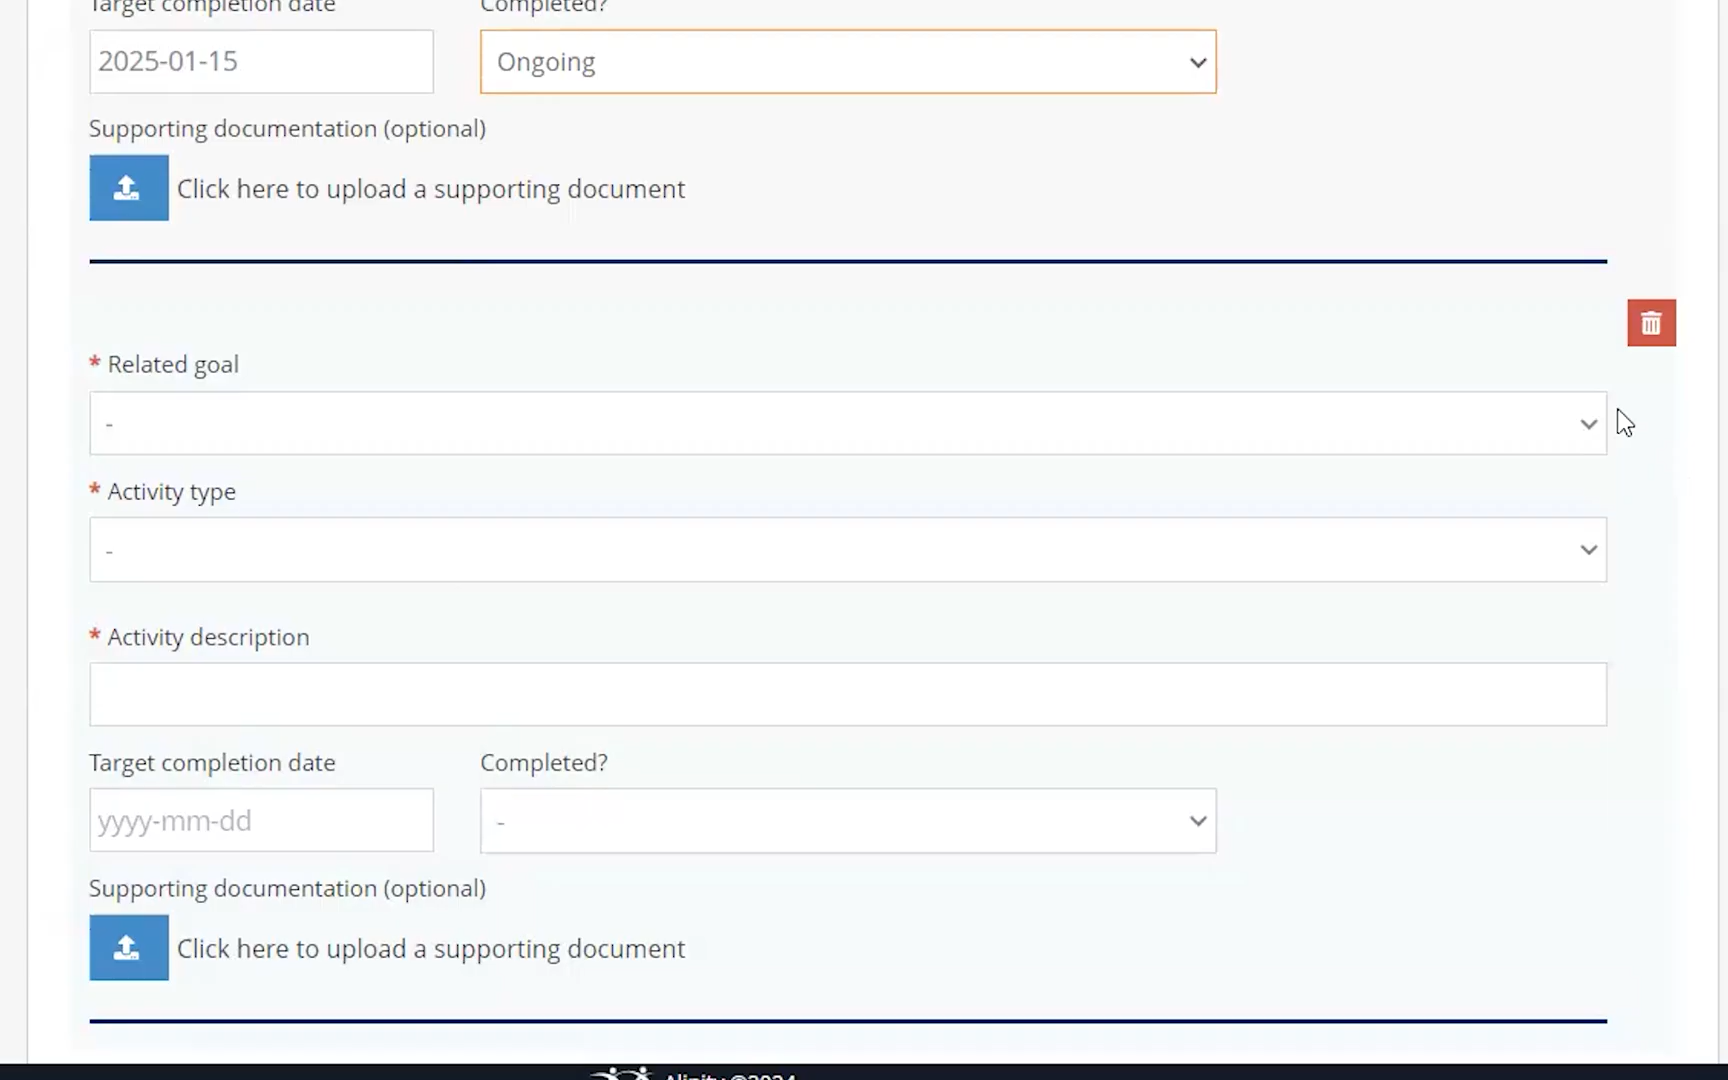 Target completion date Completed?
2025-01-15 Ongoing
Supporting documentation (optional)
Click here to upload a supporting document
* Related goal
-
* Activity type
-
* Activity description
Target completion date Completed?
yyyy-mm-dd -
Supporting documentation (optional)
Click here to upload a supporting document
Alinity ©2024